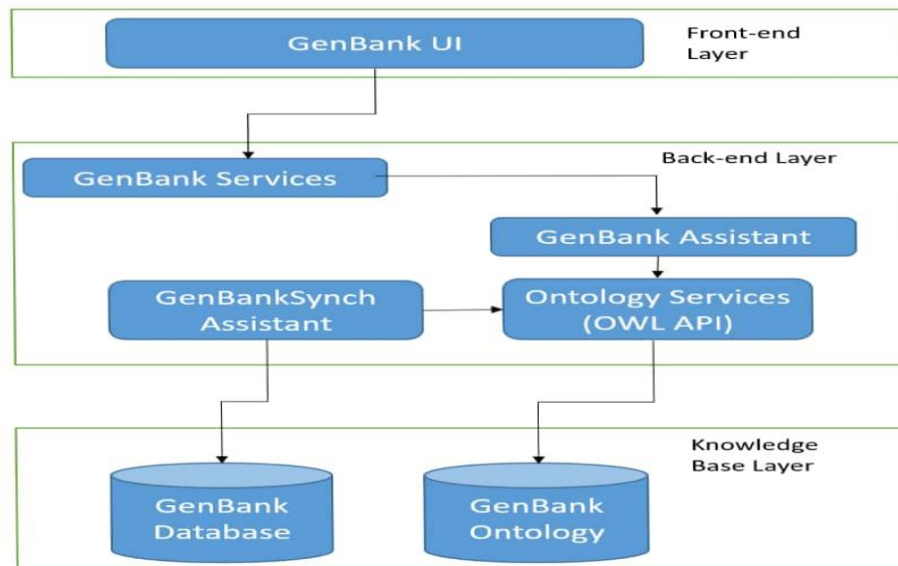 GenBank UI
Front-end
Layer
Back-end Layer
GenBank Services
GenBank Assistant
GenBankSynch
Assistant
Ontology Services
(OWL API)
Knowledge
Base Layer
GenBank
Database
GenBank
Ontology